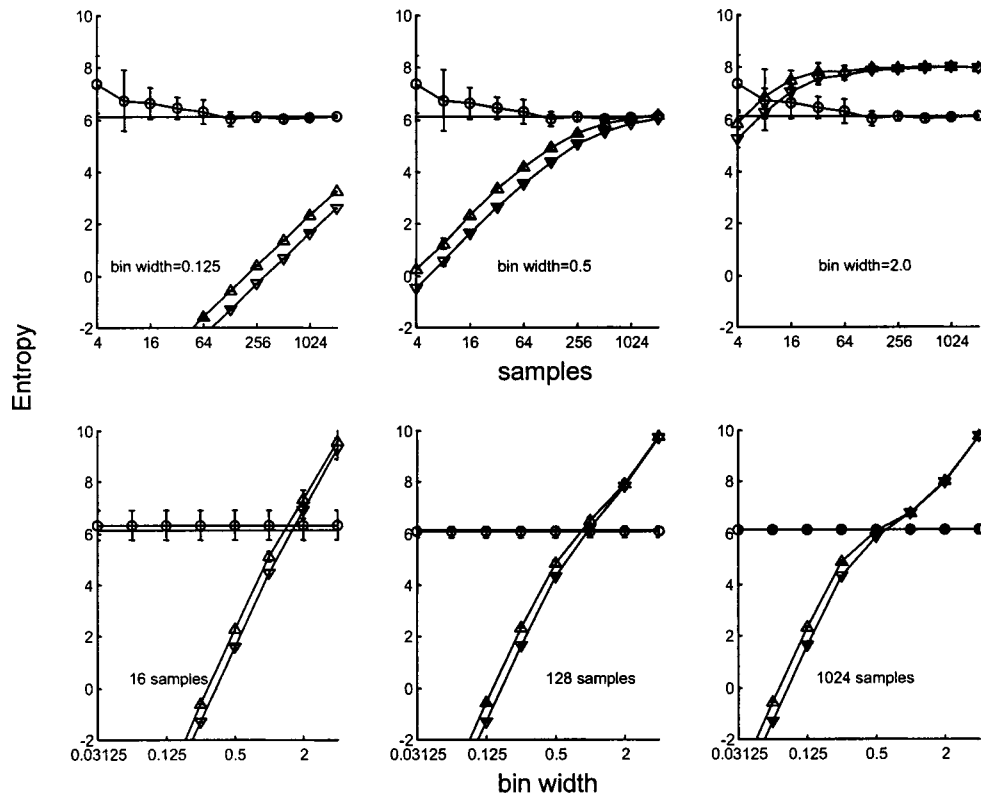 10 10 10
8 8 8
6 6 6
4 4 4
2 2 2
bin width=0.125 bin width=0.5 bin width=2.0
0 0 0
-2 -2 -2
4 16 64 256 1024 4 16 64 256 1024 4 16 64 256 1024
samples
Entropy
10 10 10
8 8 8
6 6 6
4 4 4
2 2 2
16 samples 128 samples 1024 samples
0 0 0
-2 -2 -2
0.03125 0.125 0.5 2 0.03125 0.125 0.5 2 0.03125 0.125 0.5 2
bin width